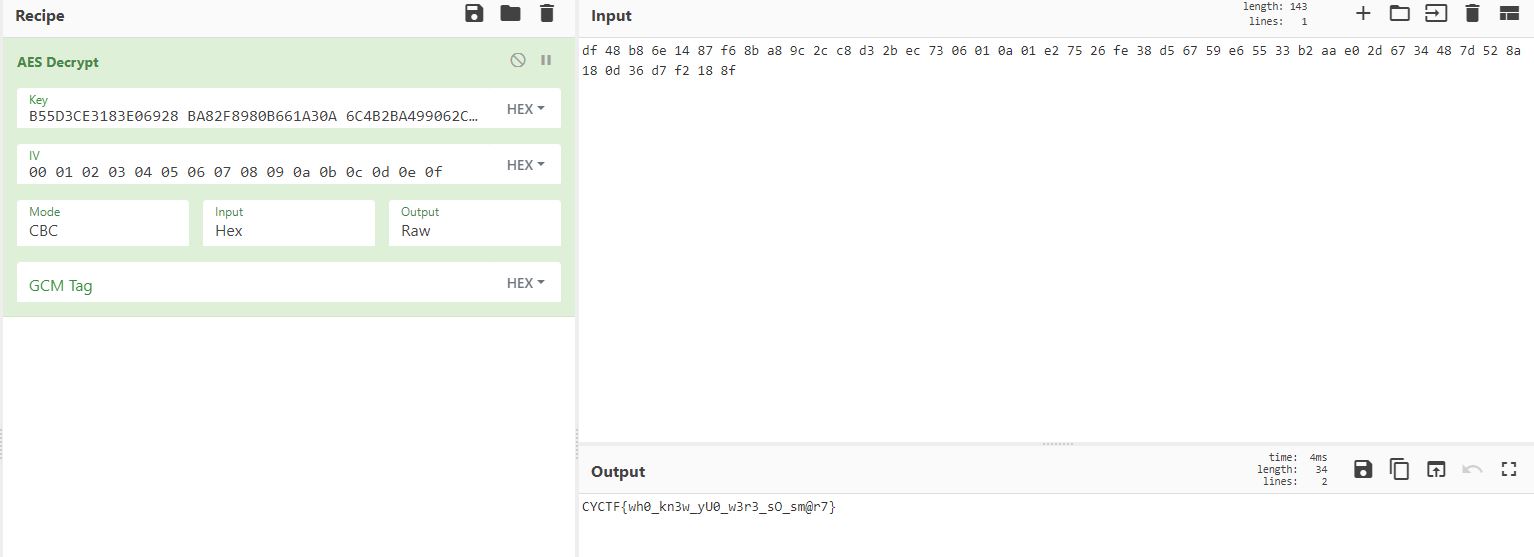 Recipe
AES Decrypt
Key
B55D3CE3183E06928 BA82F8980B661A30A 6C4B2BA499062C…
HEX
IV
00 01 02 03 04 05 06 07 08 09 0a 0b 0c 0d 0e 0f
HEX
Mode
CBC
Input
Hex
Output
Raw
GCM Tag
HEX
Input
length: 143
lines: 1
df 48 b8 6e 14 87 f6 8b a8 9c 2c c8 d3 2b ec 73 06 01 0a 01 e2 75 26 fe 38 d5 67 59 e6 55 33 b2 aa e0 2d 67 34 48 7d 52 8a
18 0d 36 d7 f2 18 8f
Output
time: 4ms
length: 34
lines: 2
CYCTF{wh0_kn3w_yU0_w3r3_sO_sm@r7}